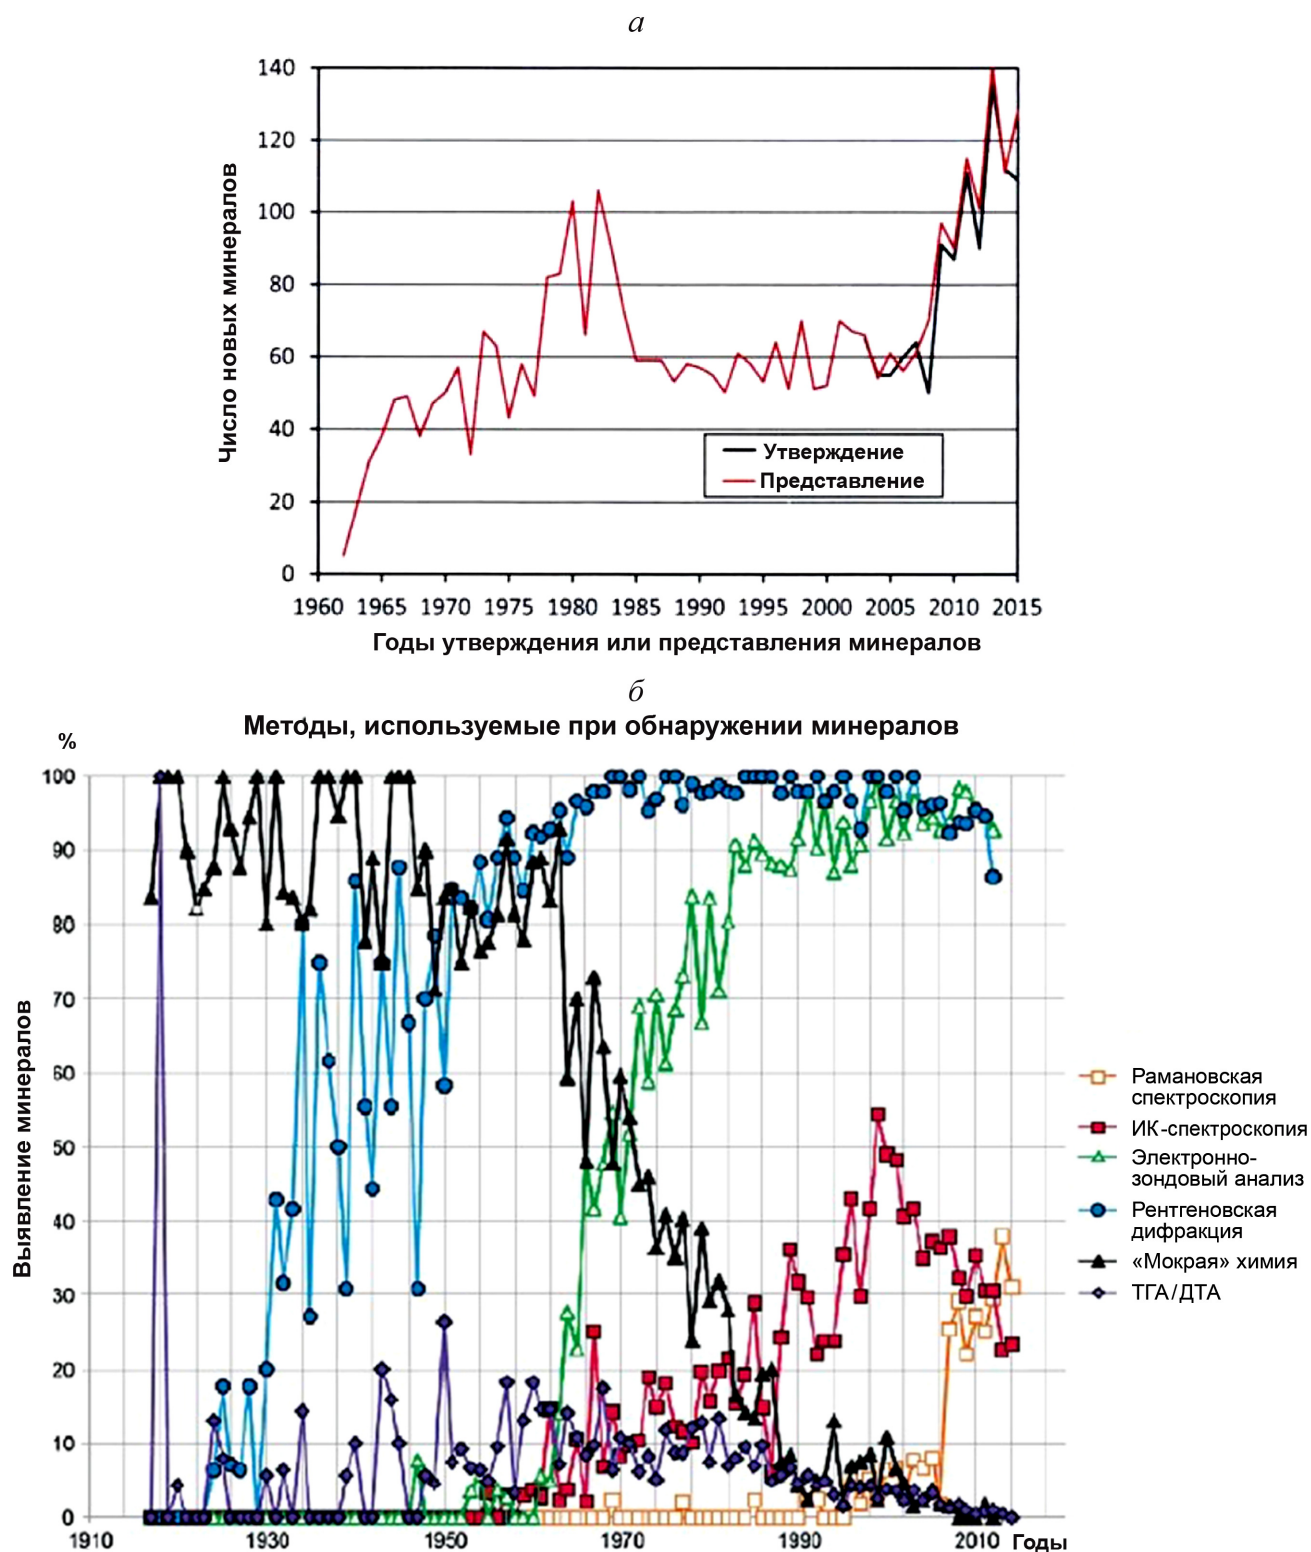 а
140
120
100
80
60
40
20
0
Число новых минералов
Утверждение
Представление
1960 1965 1970 1975 1980 1985 1990 1995 2000 2005 2010 2015
Годы утверждения или представления минералов
б
Методы, используемые при обнаружении минералов
%
100
90
80
70
60
50
40
30
20
10
0
Выявление минералов
1910 1930 1950 1970 1990 2010 Годы
Рамановская
спектроскопия
ИК-спектроскопия
Электронно-
зондовый анализ
Рентгеновская
дифракция
«Мокрая» химия
ТГА/ДТА